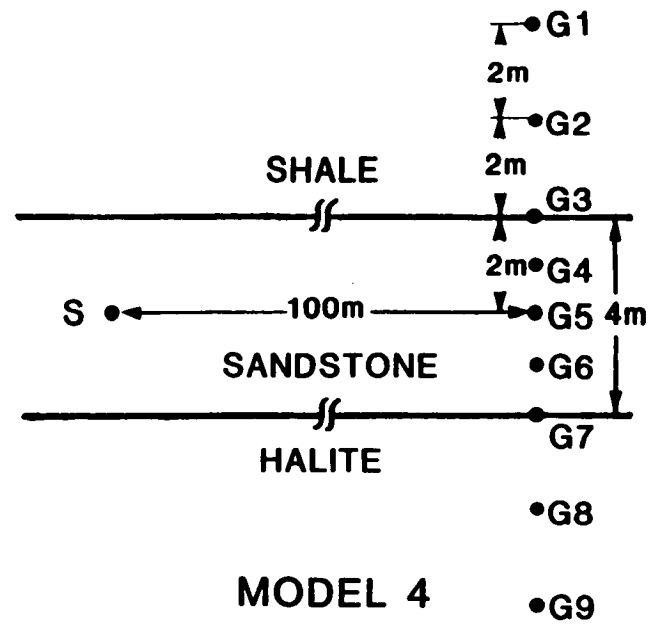 G1
2m
G2
2m
SHALE
G3
2m
G4
S
100m
G5
4m
SANDSTONE
G6
G7
HALITE
G8
MODEL 4
G9